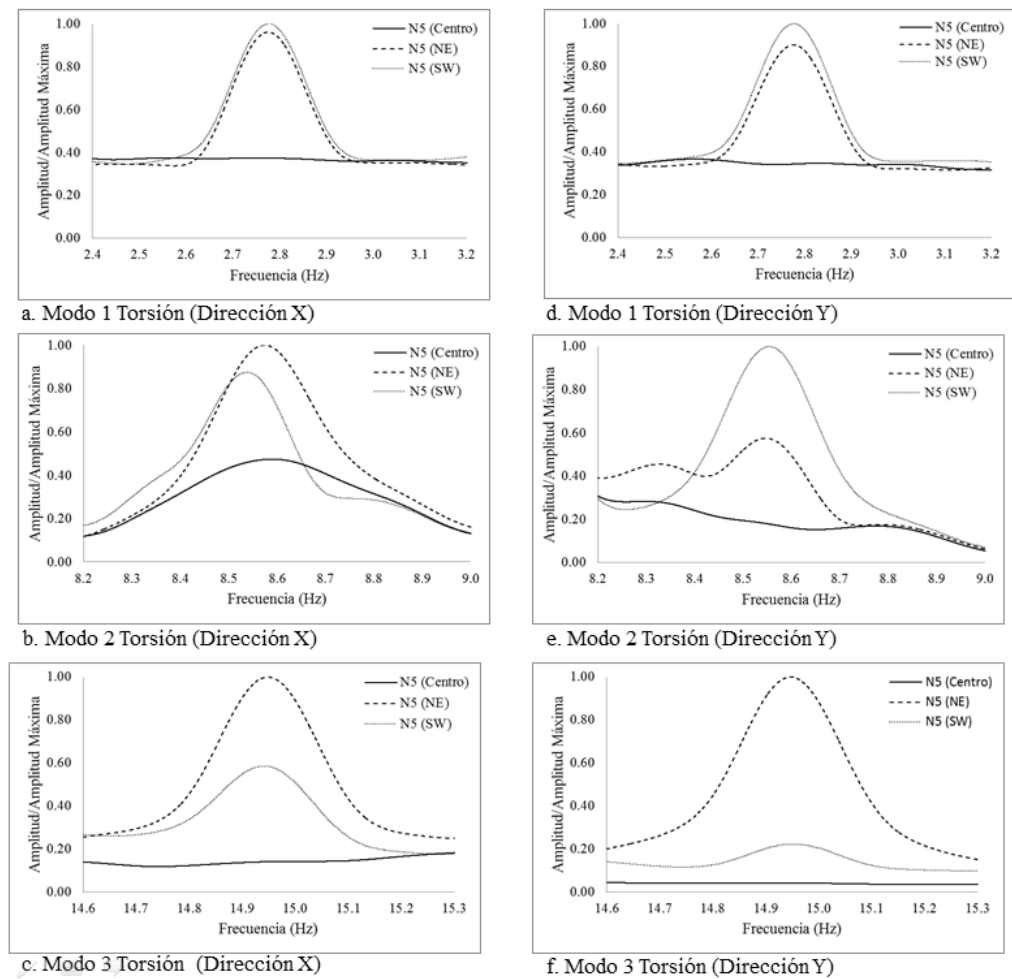 Amplitud/Amplitud Máxima
1.00
0.80
0.60
0.40
0.20
0.00
N5 (Centro)
N5 (NE)
N5 (SW)
2.4 2.5 2.6 2.7 2.8 2.9 3.0 3.1 3.2
Frecuencia (Hz)
a. Modo 1 Torsión (Dirección X)
Amplitud/Amplitud Máxima
1.00
0.80
0.60
0.40
0.20
0.00
N5 (Centro)
N5 (NE)
N5 (SW)
2.4 2.5 2.6 2.7 2.8 2.9 3.0 3.1 3.2
Frecuencia (Hz)
d. Modo 1 Torsión (Dirección Y)
Amplitud/Amplitud Máxima
1.00
0.80
0.60
0.40
0.20
0.00
N5 (Centro)
N5 (NE)
N5 (SW)
8.2 8.3 8.4 8.5 8.6 8.7 8.8 8.9 9.0
Frecuencia (Hz)
b. Modo 2 Torsión (Dirección X)
Amplitud/Amplitud Máxima
1.00
0.80
0.60
0.40
0.20
0.00
N5 (Centro)
N5 (NE)
N5 (SW)
8.2 8.3 8.4 8.5 8.6 8.7 8.8 8.9 9.0
Frecuencia (Hz)
e. Modo 2 Torsión (Dirección Y)
Amplitud/Amplitud Máxima
1.00
0.80
0.60
0.40
0.20
0.00
N5 (Centro)
N5 (NE)
N5 (SW)
14.6 14.7 14.8 14.9 15.0 15.1 15.2 15.3
Frecuencia (Hz)
c. Modo 3 Torsión (Dirección X)
Amplitud/Amplitud Máxima
1.00
0.80
0.60
0.40
0.20
0.00
N5 (Centro)
N5 (NE)
N5 (SW)
14.6 14.7 14.8 14.9 15.0 15.1 15.2 15.3
Frecuencia (Hz)
f. Modo 3 Torsión (Dirección Y)